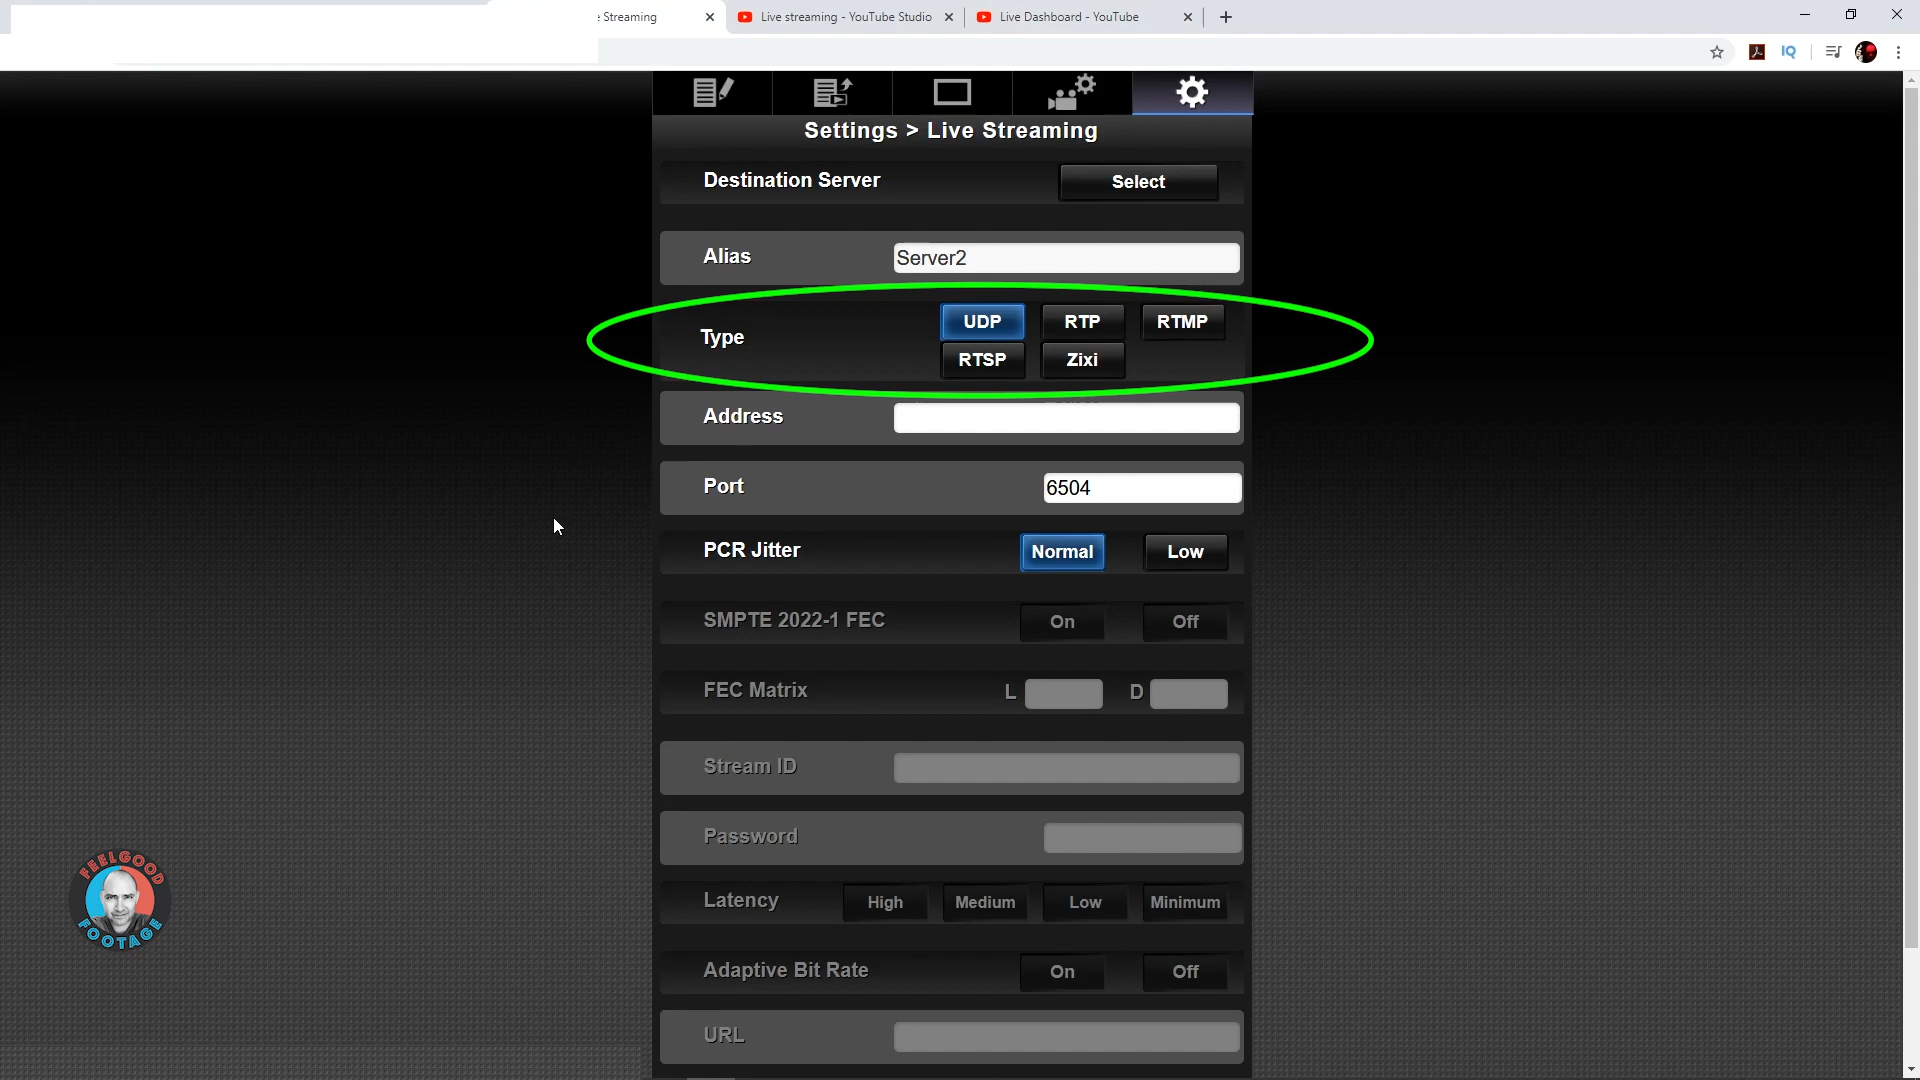 e Streaming
Live streaming - YouTube Studio
Live Dashboard - YouTube
IQ
Settings > Live Streaming
Destination Server Select
Alias Server2
Type UDP RTP RTMP
RTSP Zixi
Address
Port 6504
PCR Jitter Normal Low
SMPTE 2022-1 FEC On Off
FEC Matrix L D
Stream ID
Password
Latency High Medium Low Minimum
Adaptive Bit Rate On Off
URL
FEELGOOD
FOOTAGE